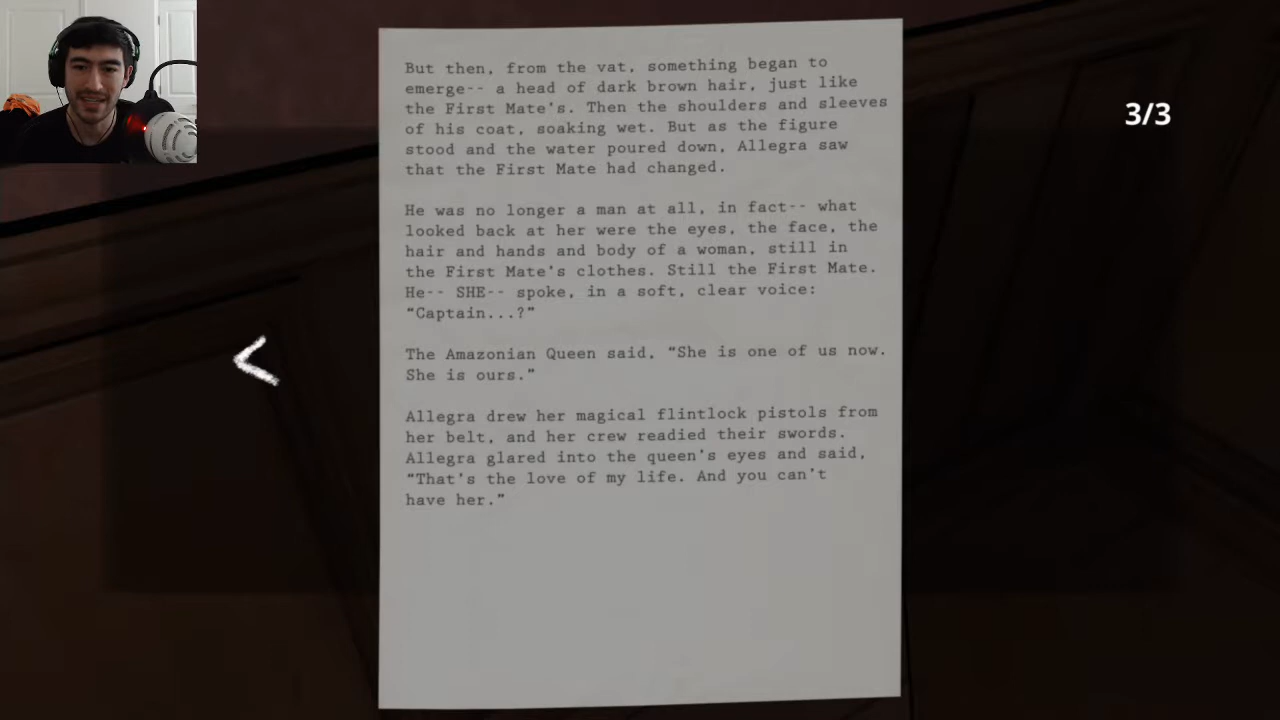 But then, from the vat, something began to
emerge-- a head of dark brown hair, just like
the First Mate's. Then the shoulders and sleeves
of his coat, soaking wet. But as the figure
stood and the water poured down, Allegra saw
that the First Mate had changed.
He was no longer a man at all, in fact-- what
looked back at her were the eyes, the face, the
hair and hands and body of a woman, still in
the First Mate's clothes. Still the First Mate.
He-- SHE-- spoke, in a soft, clear voice:
“Captain...?”
The Amazonian Queen said, “She is one of us now.
She is ours.”
Allegra drew her magical flintlock pistols from
her belt, and her crew readied their swords.
Allegra glared into the queen's eyes and said,
“That's the love of my life. And you can't
have her.”
3/3